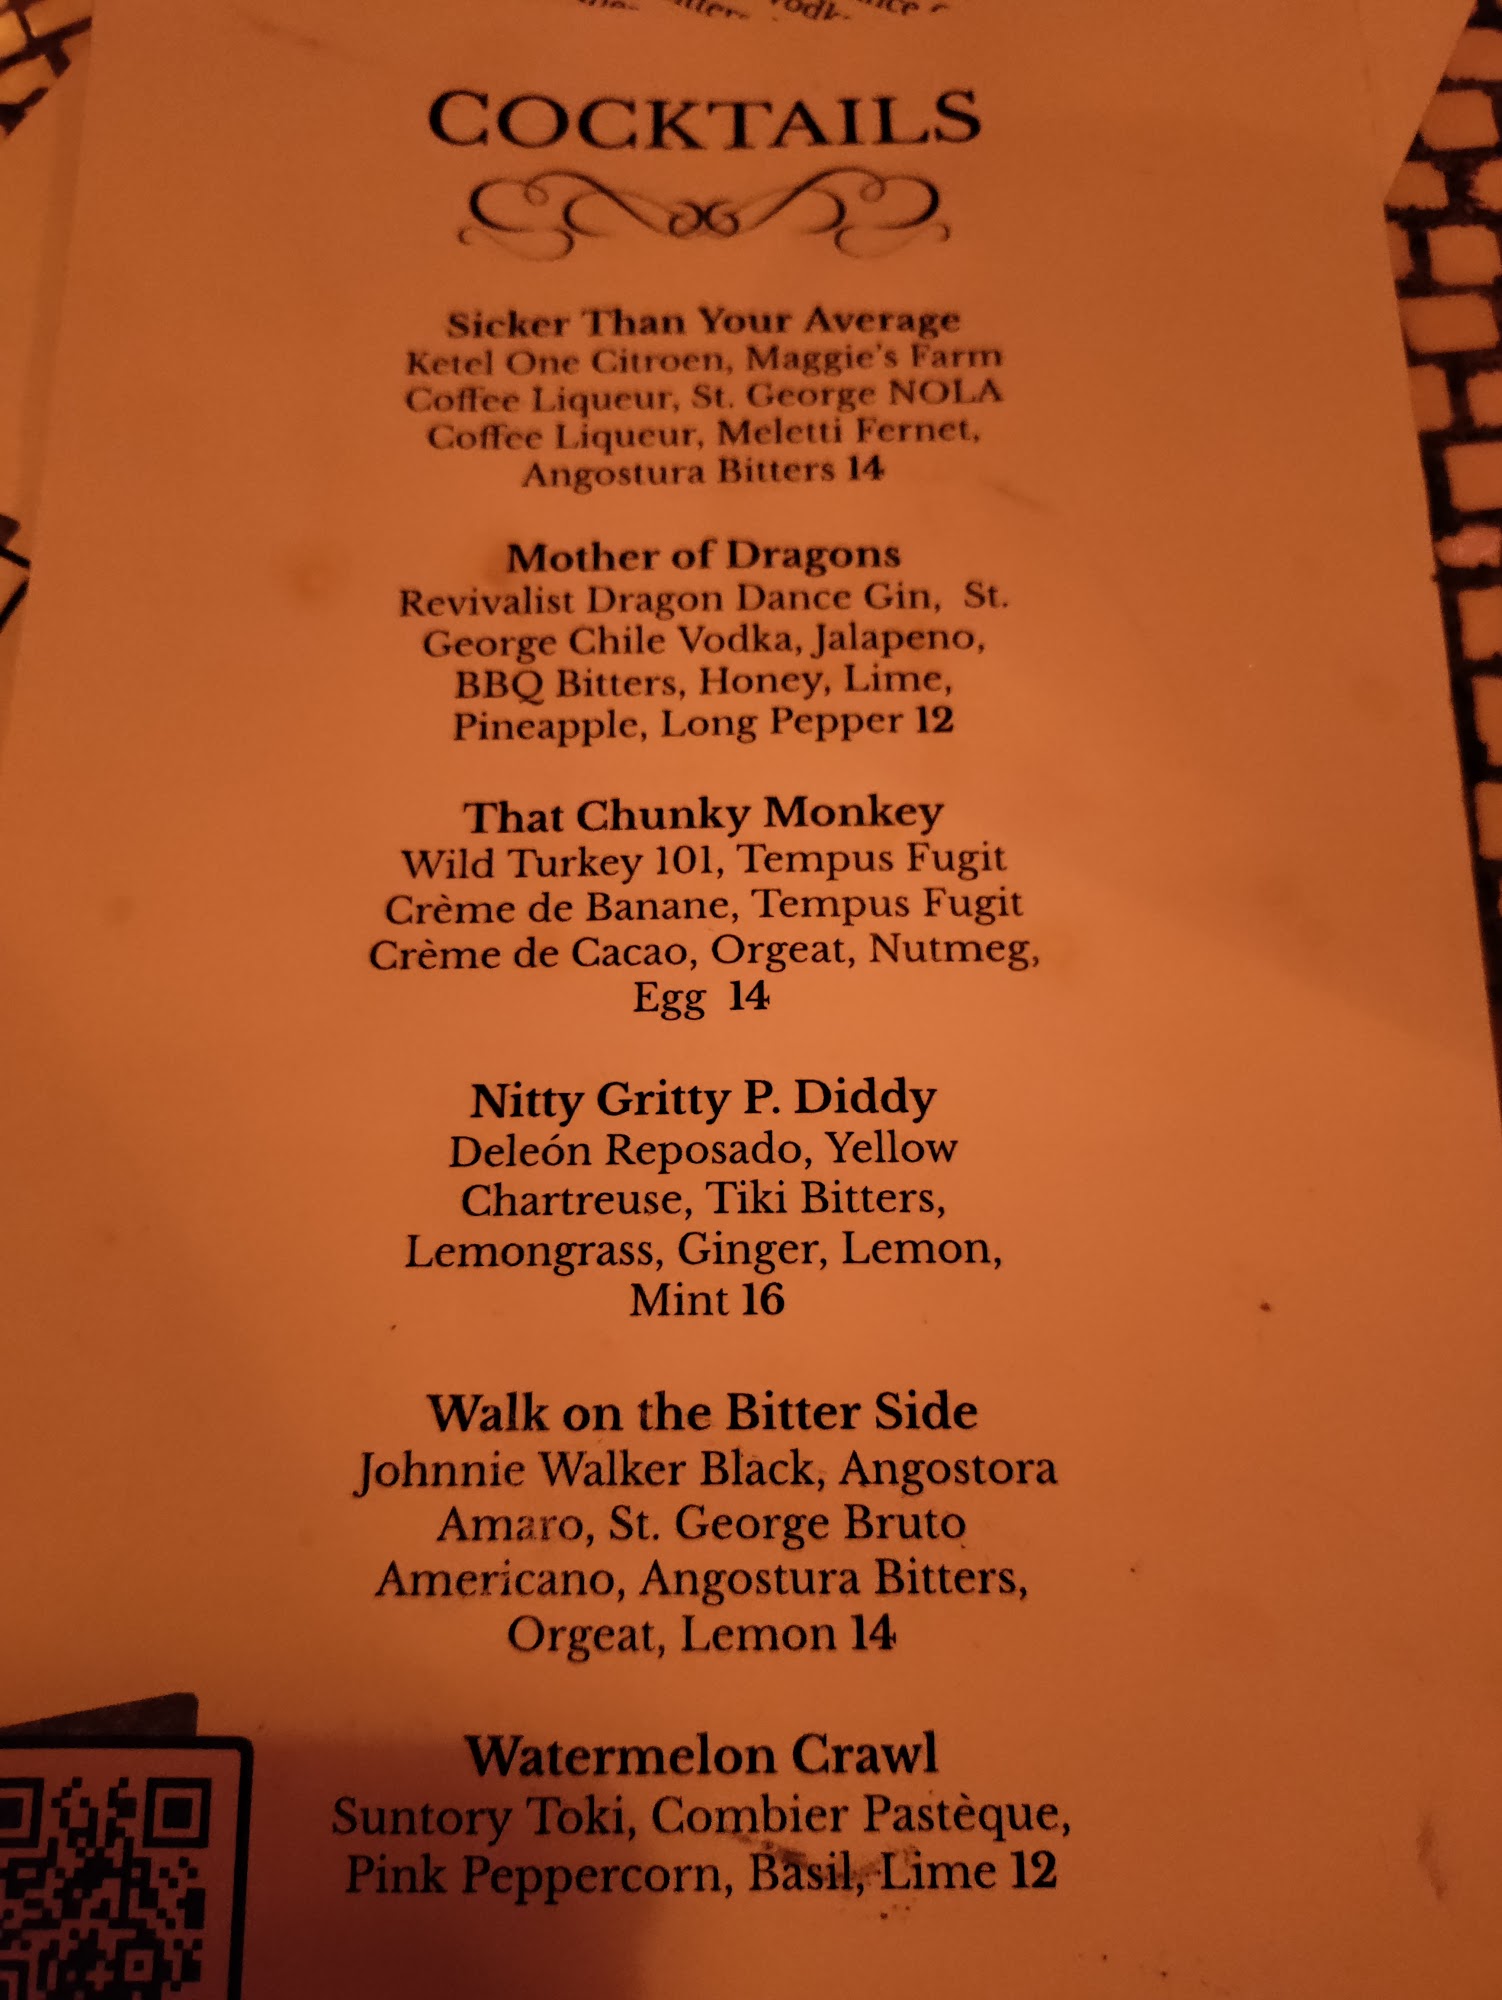 COCKTAILS
Sicker Than Your Average
Ketel One Citroen, Maggie's Farm
Coffee Liqueur, St. George NOLA
Coffee Liqueur, Meletti Fernet,
Angostura Bitters 14
Mother of Dragons
Revivalist Dragon Dance Gin, St.
George Chile Vodka, Jalapeno,
BBQ Bitters, Honey, Lime,
Pineapple, Long Pepper 12
That Chunky Monkey
Wild Turkey 101, Tempus Fugit
Crème de Banane, Tempus Fugit
Crème de Cacao, Orgeat, Nutmeg,
Egg 14
Nitty Gritty P. Diddy
Deleón Reposado, Yellow
Chartreuse, Tiki Bitters,
Lemongrass, Ginger, Lemon,
Mint 16
Walk on the Bitter Side
Johnnie Walker Black, Angostora
Amaro, St. George Bruto
Americano, Angostura Bitters,
Orgeat, Lemon 14
Watermelon Crawl
Suntory Toki, Combier Pastèque,
Pink Peppercorn, Basil, Lime 12